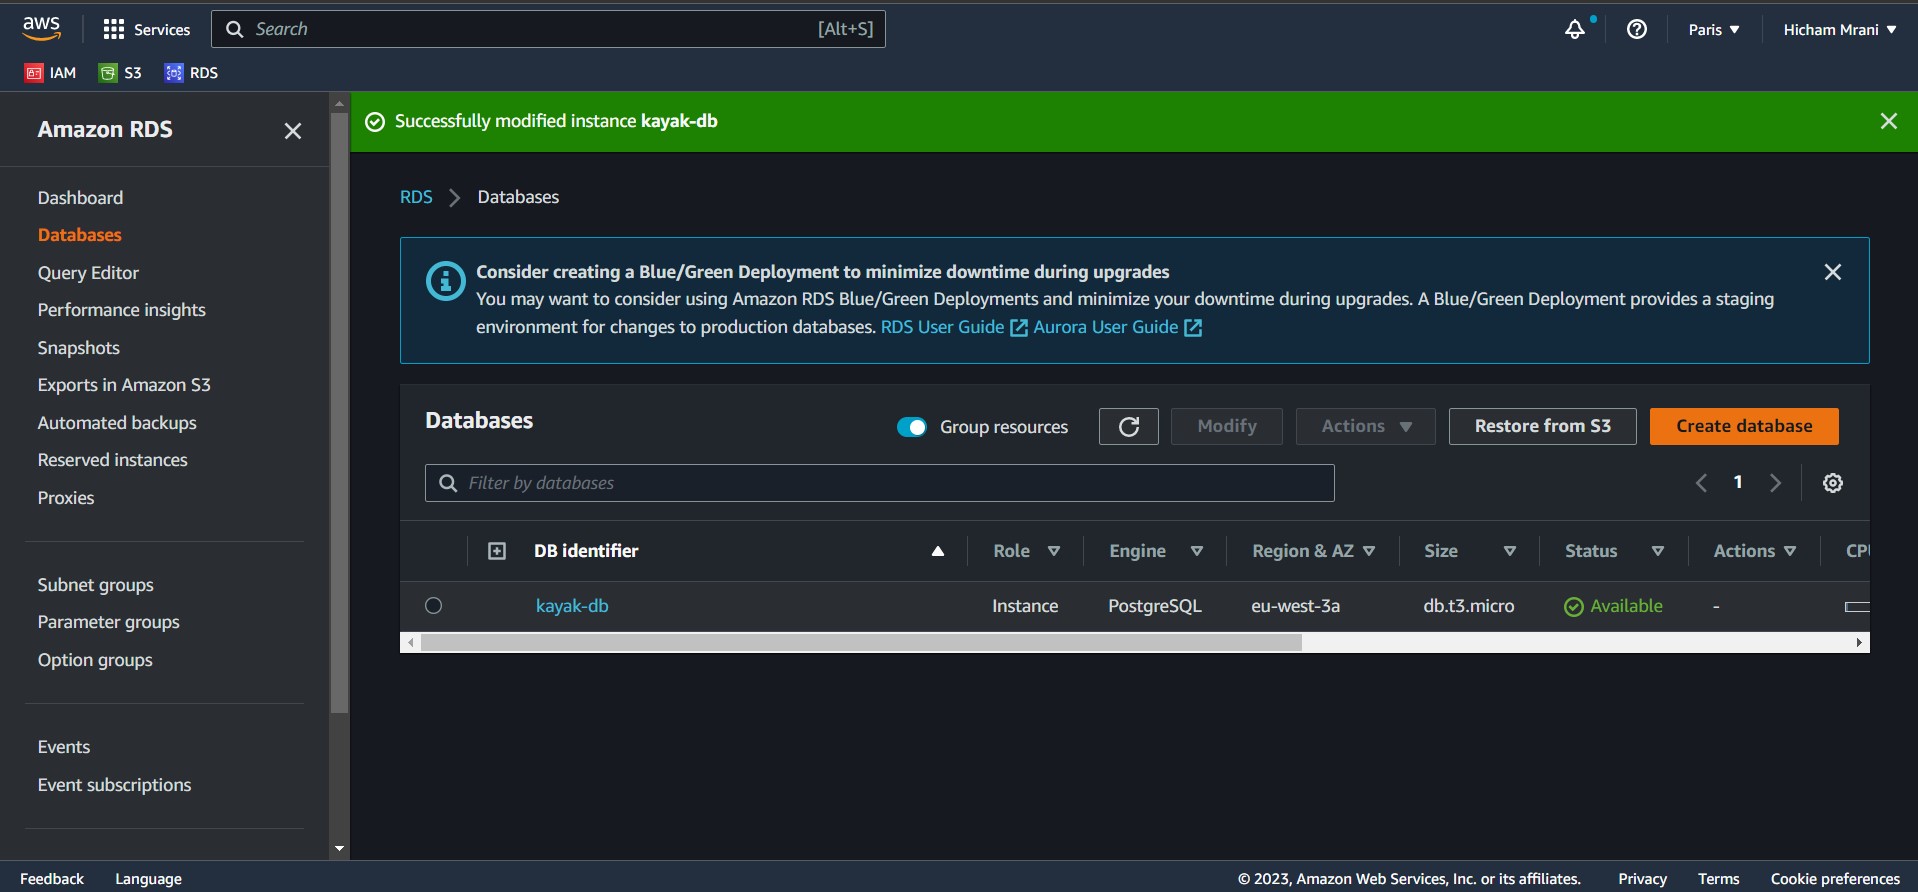 aws
Services
Search [Alt+S]
Paris ▼
Hicham Mrani ▼
IAM
S3
RDS
Amazon RDS
Dashboard
Databases
Query Editor
Performance insights
Snapshots
Exports in Amazon S3
Automated backups
Reserved instances
Proxies
Subnet groups
Parameter groups
Option groups
Events
Event subscriptions
Successfully modified instance kayak-db
RDS > Databases
Consider creating a Blue/Green Deployment to minimize downtime during upgrades
You may want to consider using Amazon RDS Blue/Green Deployments and minimize your downtime during upgrades. A Blue/Green Deployment provides a staging
environment for changes to production databases. RDS User Guide Aurora User Guide
Databases
Group resources
Modify
Actions ▼
Restore from S3
Create database
Filter by databases
1
DB identifier Role Engine Region & AZ Size Status Actions CPU
kayak-db Instance PostgreSQL eu-west-3a db.t3.micro Available -
Feedback Language © 2023, Amazon Web Services, Inc. or its affiliates. Privacy Terms Cookie preferences